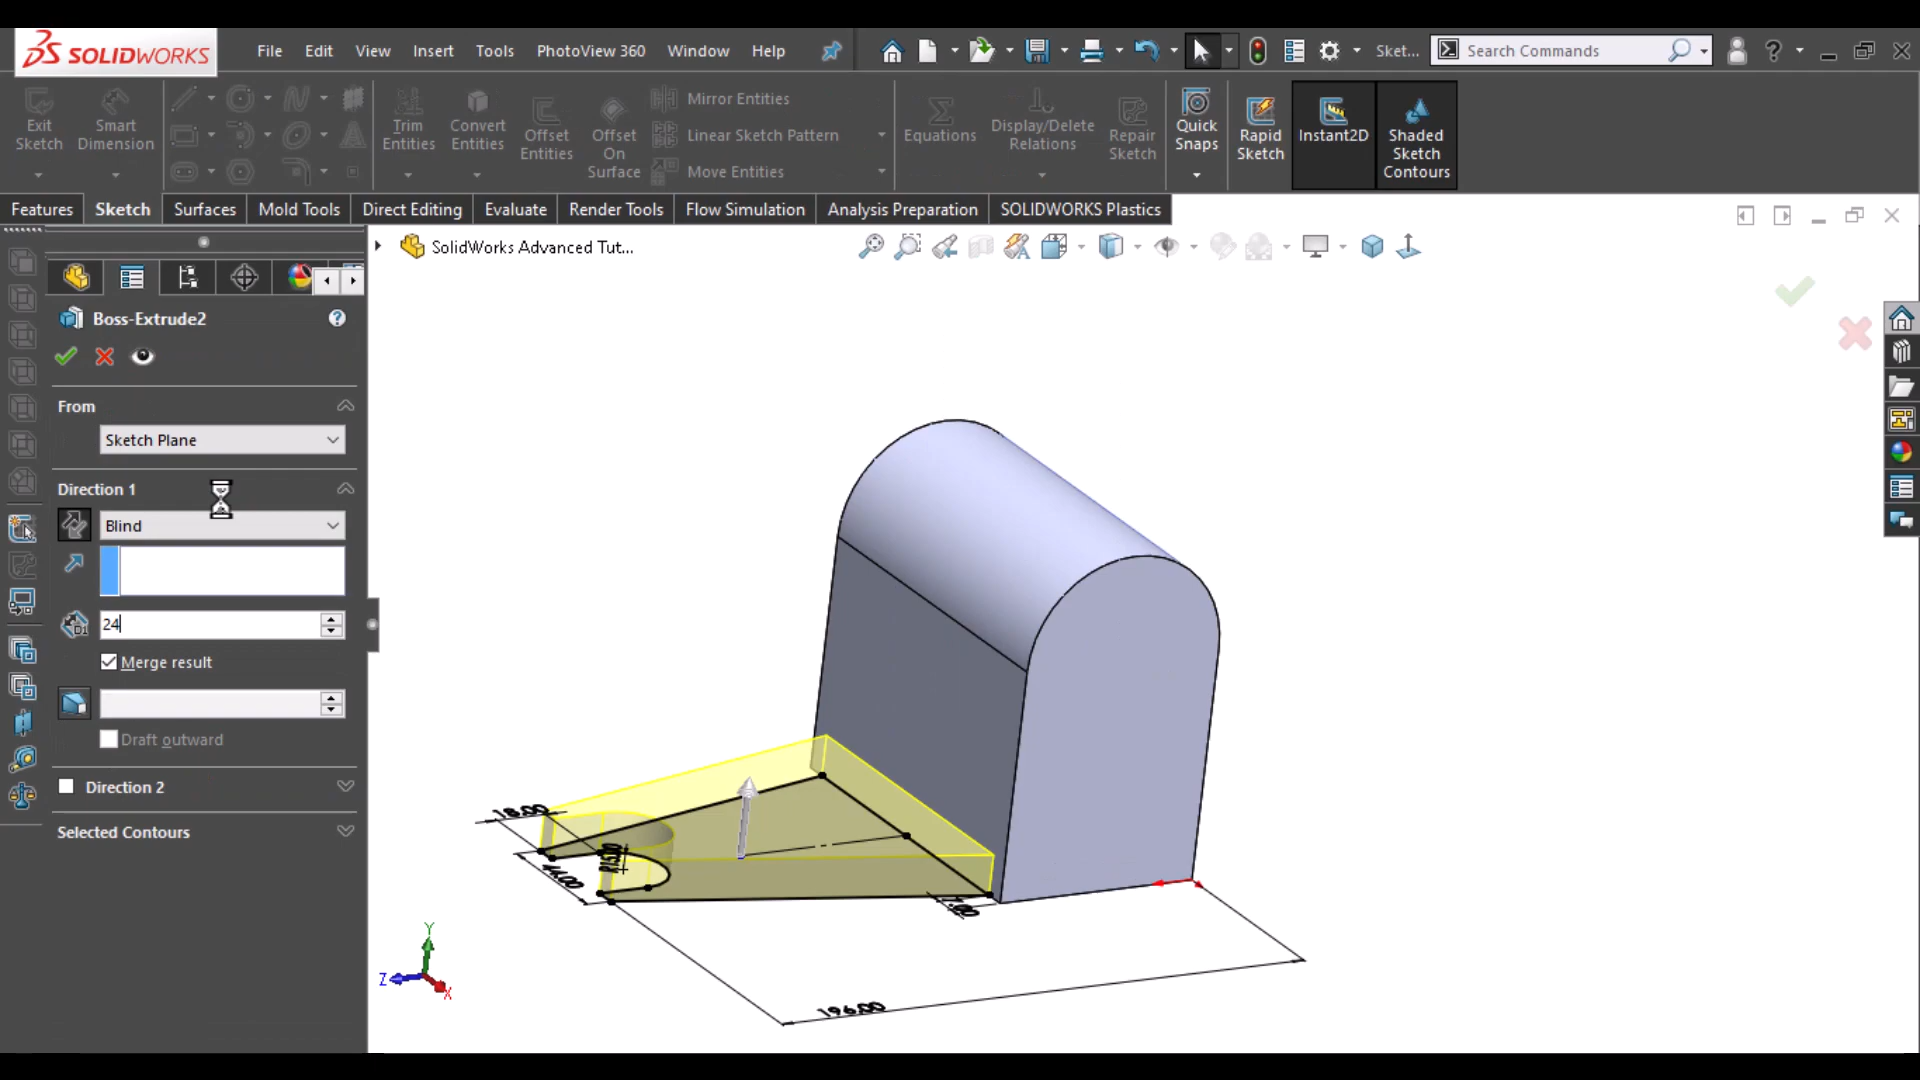 SOLIDWORKS File Edit View Insert Tools PhotoView 360 Window Help Sket... Search Commands
Exit Sketch
Smart Dimension
Trim Entities
Convert Entities
Offset Entities
Offset On Surface
Mirror Entities
Linear Sketch Pattern
Move Entities
Equations
Display/Delete Relations
Repair Sketch
Quick Snaps
Rapid Sketch
Instant2D
Shaded Sketch Contours
Features Sketch Surfaces Mold Tools Direct Editing Evaluate Render Tools Flow Simulation Analysis Preparation SOLIDWORKS Plastics
SolidWorks Advanced Tut...
Boss-Extrude2
From
Sketch Plane
Direction 1
Blind
24
Merge result
Draft outward
Direction 2
Selected Contours
18.00
44.00
196.00
Y
Z
X